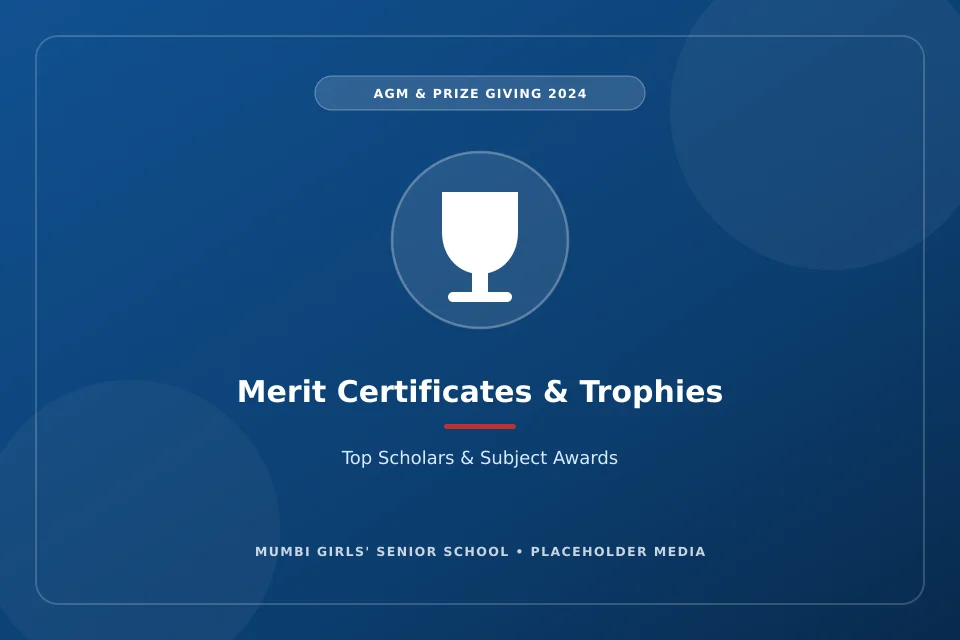 AGM & PRIZE GIVING 2024
Merit Certificates & Trophies
Top Scholars & Subject Awards
MUMBI GIRLS' SENIOR SCHOOL • PLACEHOLDER MEDIA